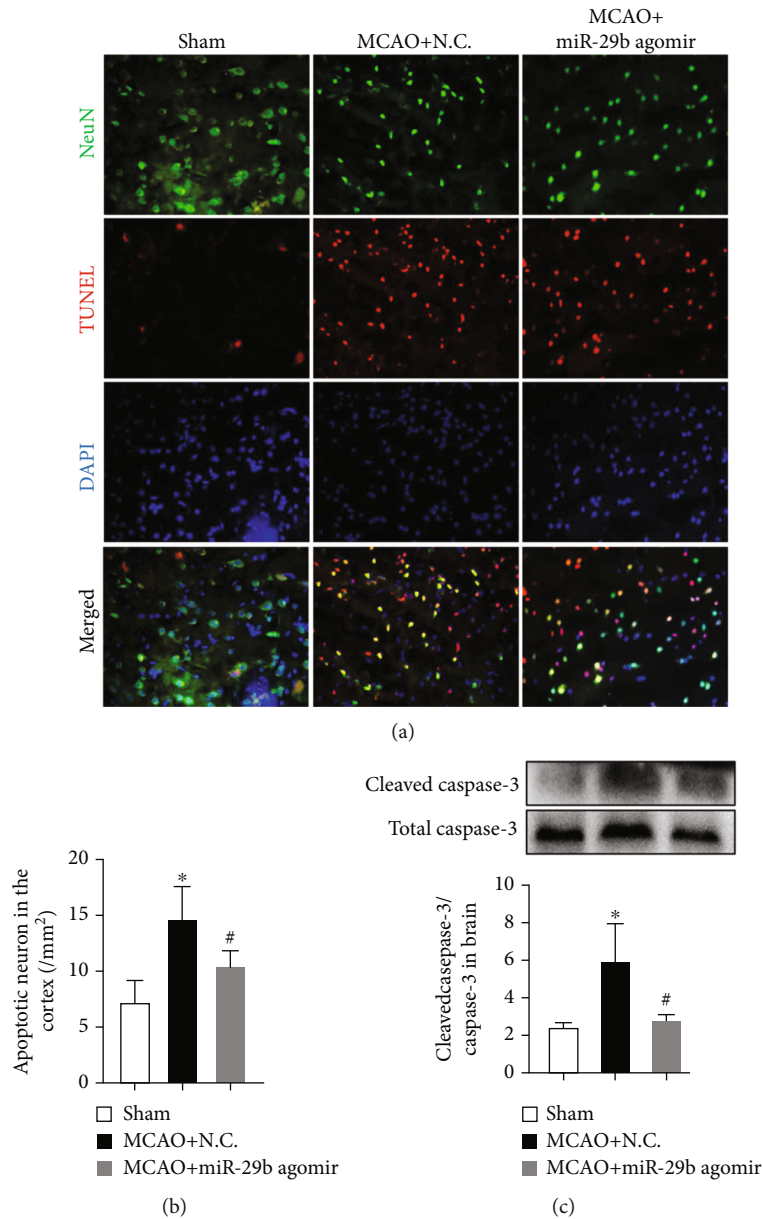 Sham
MCAO+N.C.
MCAO+
miR-29b agomir
NeuN
TUNEL
DAPI
Merged
(a)
Apoptotic neuron in the
cortex (/mm²)
20
15
10
5
0
*
#
Sham
MCAO+N.C.
MCAO+miR-29b agomir
(b)
Cleaved caspase-3
Total caspase-3
Cleavedcasepase-3/
caspase-3 in brain
10
8
6
4
2
0
*
#
Sham
MCAO+N.C.
MCAO+miR-29b agomir
(c)